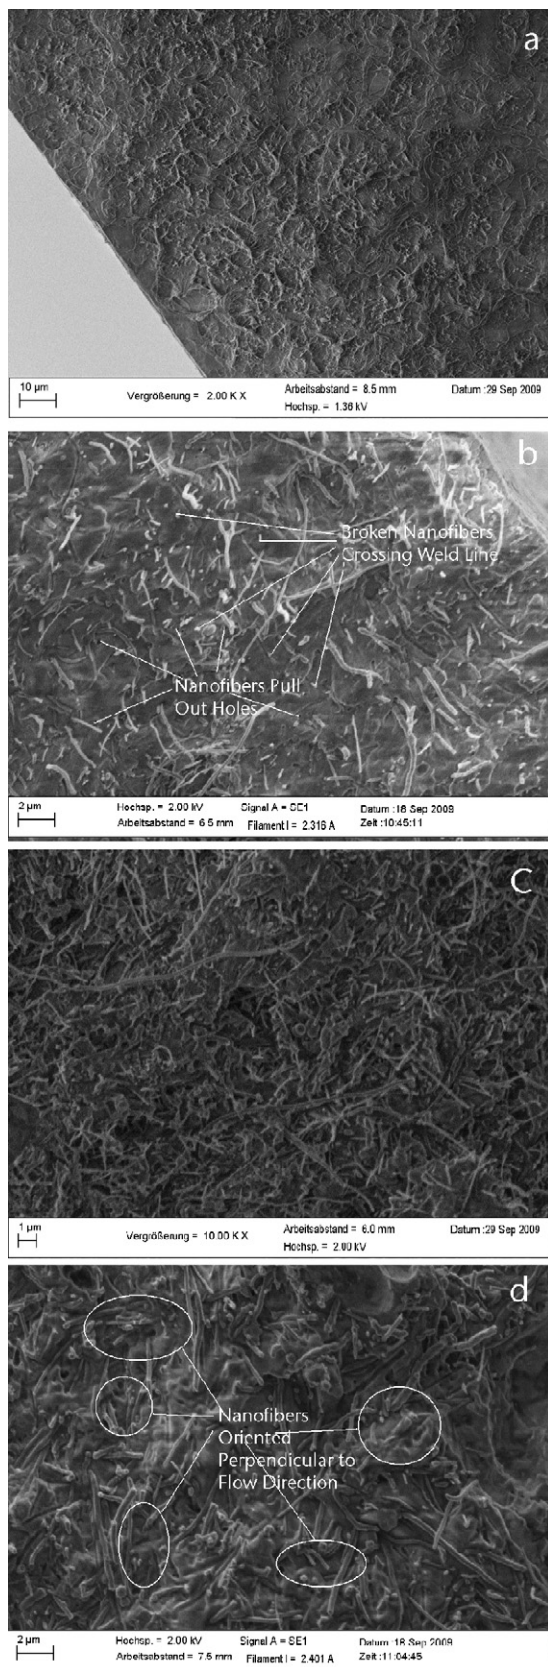 a
10 µm
Vergrößerung = 2.00 K X
Arbeitsabstand = 8.5 mm
Hochsp. = 1.36 kV
Datum :29 Sep 2009
b
Broken Nanofibers
Crossing Weld Line
Nanofibers Pull
Out Holes
2 µm
Hochsp. = 2.00 kV
Arbeitsabstand = 6.5 mm
Signal A = SE1
Filament I = 2.316 A
Datum :18 Sep 2009
Zeit :10:45:11
C
1 µm
Vergrößerung = 10.00 K X
Arbeitsabstand = 6.0 mm
Hochsp. = 2.00 kV
Datum :29 Sep 2009
d
Nanofibers
Oriented
Perpendicular to
Flow Direction
2 µm
Hochsp. = 2.00 kV
Arbeitsabstand = 7.5 mm
Signal A = SE1
Filament I = 2.401 A
Datum :18 Sep 2009
Zeit :11:04:45